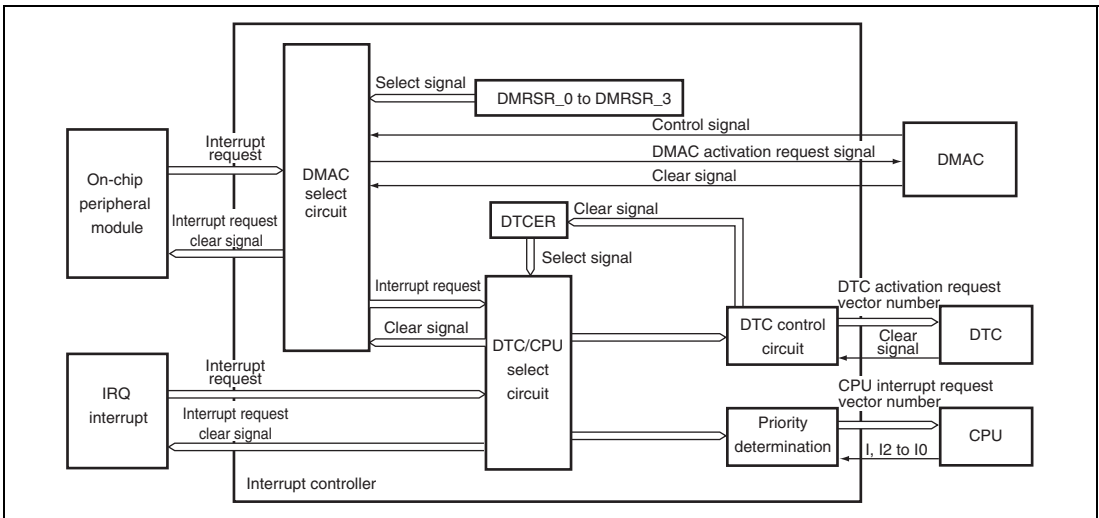 Select signal
DMRSR_0 to DMRSR_3
Control signal
Interrupt
request
DMAC activation request signal
DMAC
DMAC
select
circuit
On-chip
peripheral
module
Clear signal
Interrupt request
clear signal
DTCER
Clear signal
Select signal
Interrupt request
DTC activation request
vector number
Clear signal
DTC/CPU
select
circuit
DTC control
circuit
DTC
Clear
signal
IRQ
interrupt
Interrupt
request
CPU interrupt request
vector number
Interrupt request
clear signal
Priority
determination
CPU
I, I2 to I0
Interrupt controller